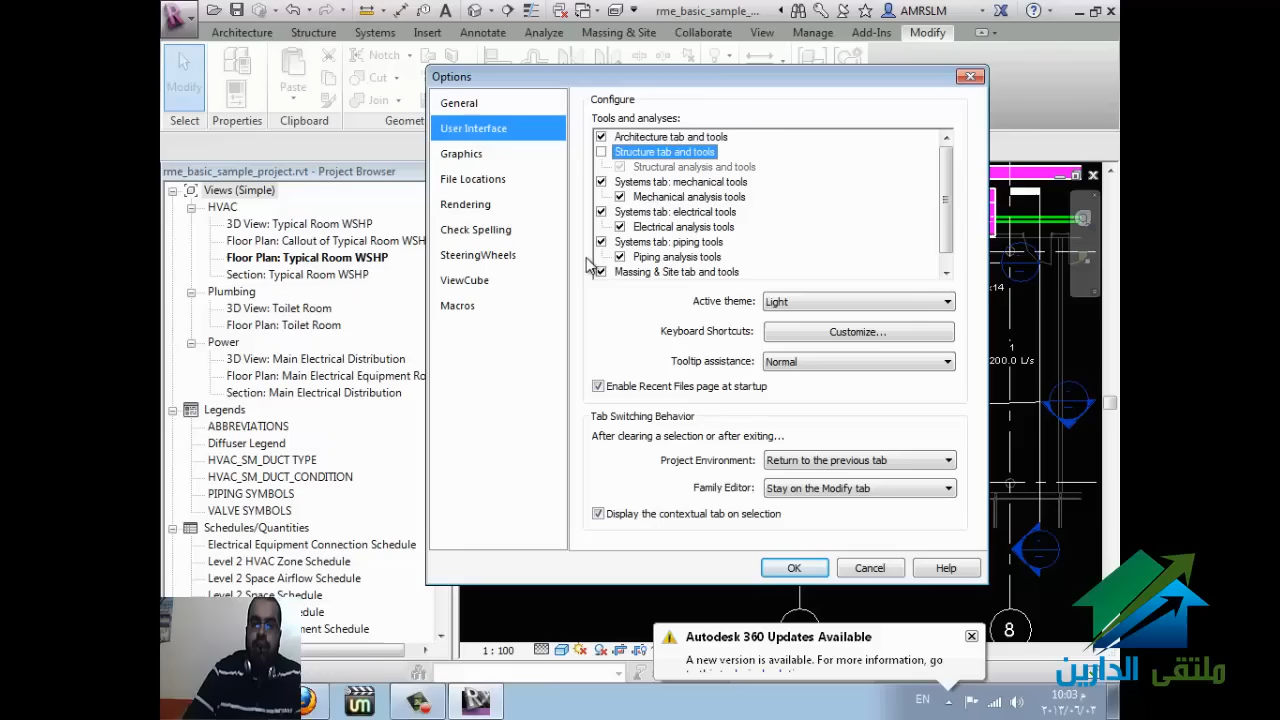 rme_basic_sample_...
AMRSLM
Architecture Structure Systems Insert Annotate Analyze Massing & Site Collaborate View Manage Add-Ins Modify
Modify
Paste
Notch
Cut
Join
Select Properties Clipboard Geomet
rme_basic_sample_project.rvt - Project Browser
Views (Simple)
HVAC
3D View: Typical Room WSHP
Floor Plan: Callout of Typical Room WSHP
Floor Plan: Typical Room WSHP
Section: Typical Room WSHP
Plumbing
3D View: Toilet Room
Floor Plan: Toilet Room
Power
3D View: Main Electrical Distribution
Floor Plan: Main Electrical Equipment Ro
Section: Main Electrical Distribution
Legends
ABBREVIATIONS
Diffuser Legend
HVAC_SM_DUCT TYPE
HVAC_SM_DUCT_CONDITION
PIPING SYMBOLS
VALVE SYMBOLS
Schedules/Quantities
Electrical Equipment Connection Schedule
Level 2 HVAC Zone Schedule
Level 2 Space Airflow Schedule
Level 2 Space Schedule
edule
ment Schedule
Options
General
User Interface
Graphics
File Locations
Rendering
Check Spelling
SteeringWheels
ViewCube
Macros
Configure
Tools and analyses:
Architecture tab and tools
Structure tab and tools
Structural analysis and tools
Systems tab: mechanical tools
Mechanical analysis tools
Systems tab: electrical tools
Electrical analysis tools
Systems tab: piping tools
Piping analysis tools
Massing & Site tab and tools
Active theme: Light
Keyboard Shortcuts: Customize...
Tooltip assistance: Normal
Enable Recent Files page at startup
Tab Switching Behavior
After clearing a selection or after exiting...
Project Environment: Return to the previous tab
Family Editor: Stay on the Modify tab
Display the contextual tab on selection
OK Cancel Help
x14
1
200.0 L/s
8
1 : 100
Autodesk 360 Updates Available
A new version is available. For more information, go
ملتقى الدارين
EN
10:03 م
٢٠١٣/٠٦/٠٣